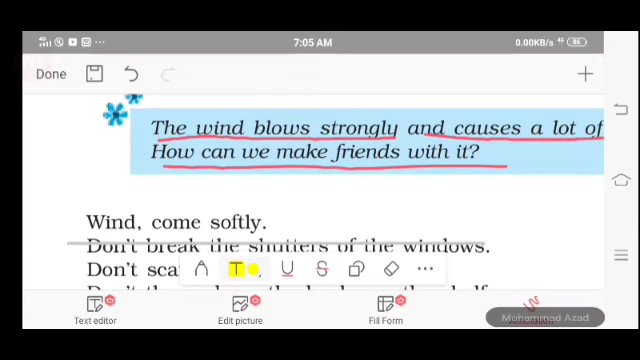 7:05 AM
0.00KB/s 4G 86
Done
The wind blows strongly and causes a lot of
How can we make friends with it?
Wind, come softly.
Don't break the shutters of the windows.
Don't sca
T U S
Text editor Edit picture Fill Form
Mohammad Azad